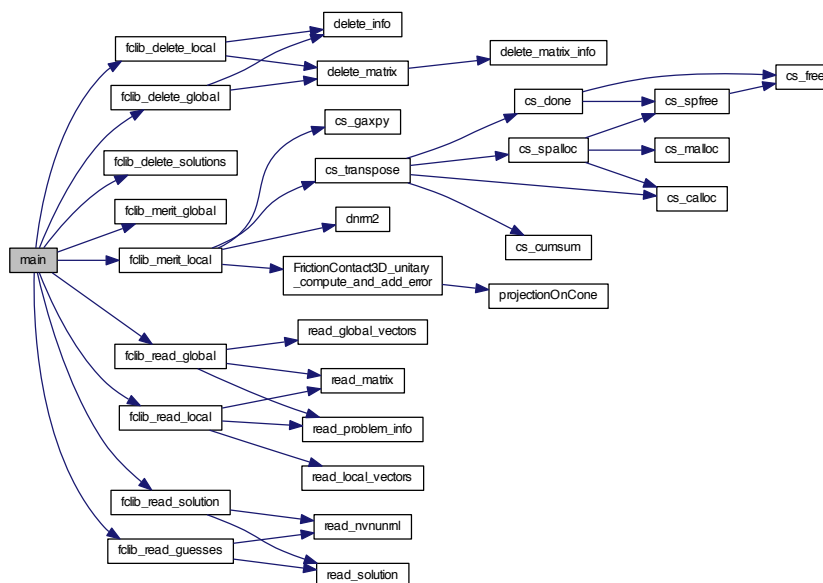 main
fclib_delete_local
fclib_delete_global
fclib_delete_solutions
fclib_merit_global
fclib_merit_local
fclib_read_global
fclib_read_local
fclib_read_solution
fclib_read_guesses
delete_info
delete_matrix
cs_gaxpy
cs_transpose
dnrm2
FrictionContact3D_unitary
_compute_and_add_error
read_global_vectors
read_matrix
read_problem_info
read_local_vectors
read_nvnunrnl
read_solution
delete_matrix_info
cs_done
cs_spalloc
cs_cumsum
projectionOnCone
cs_spfree
cs_malloc
cs_calloc
cs_free